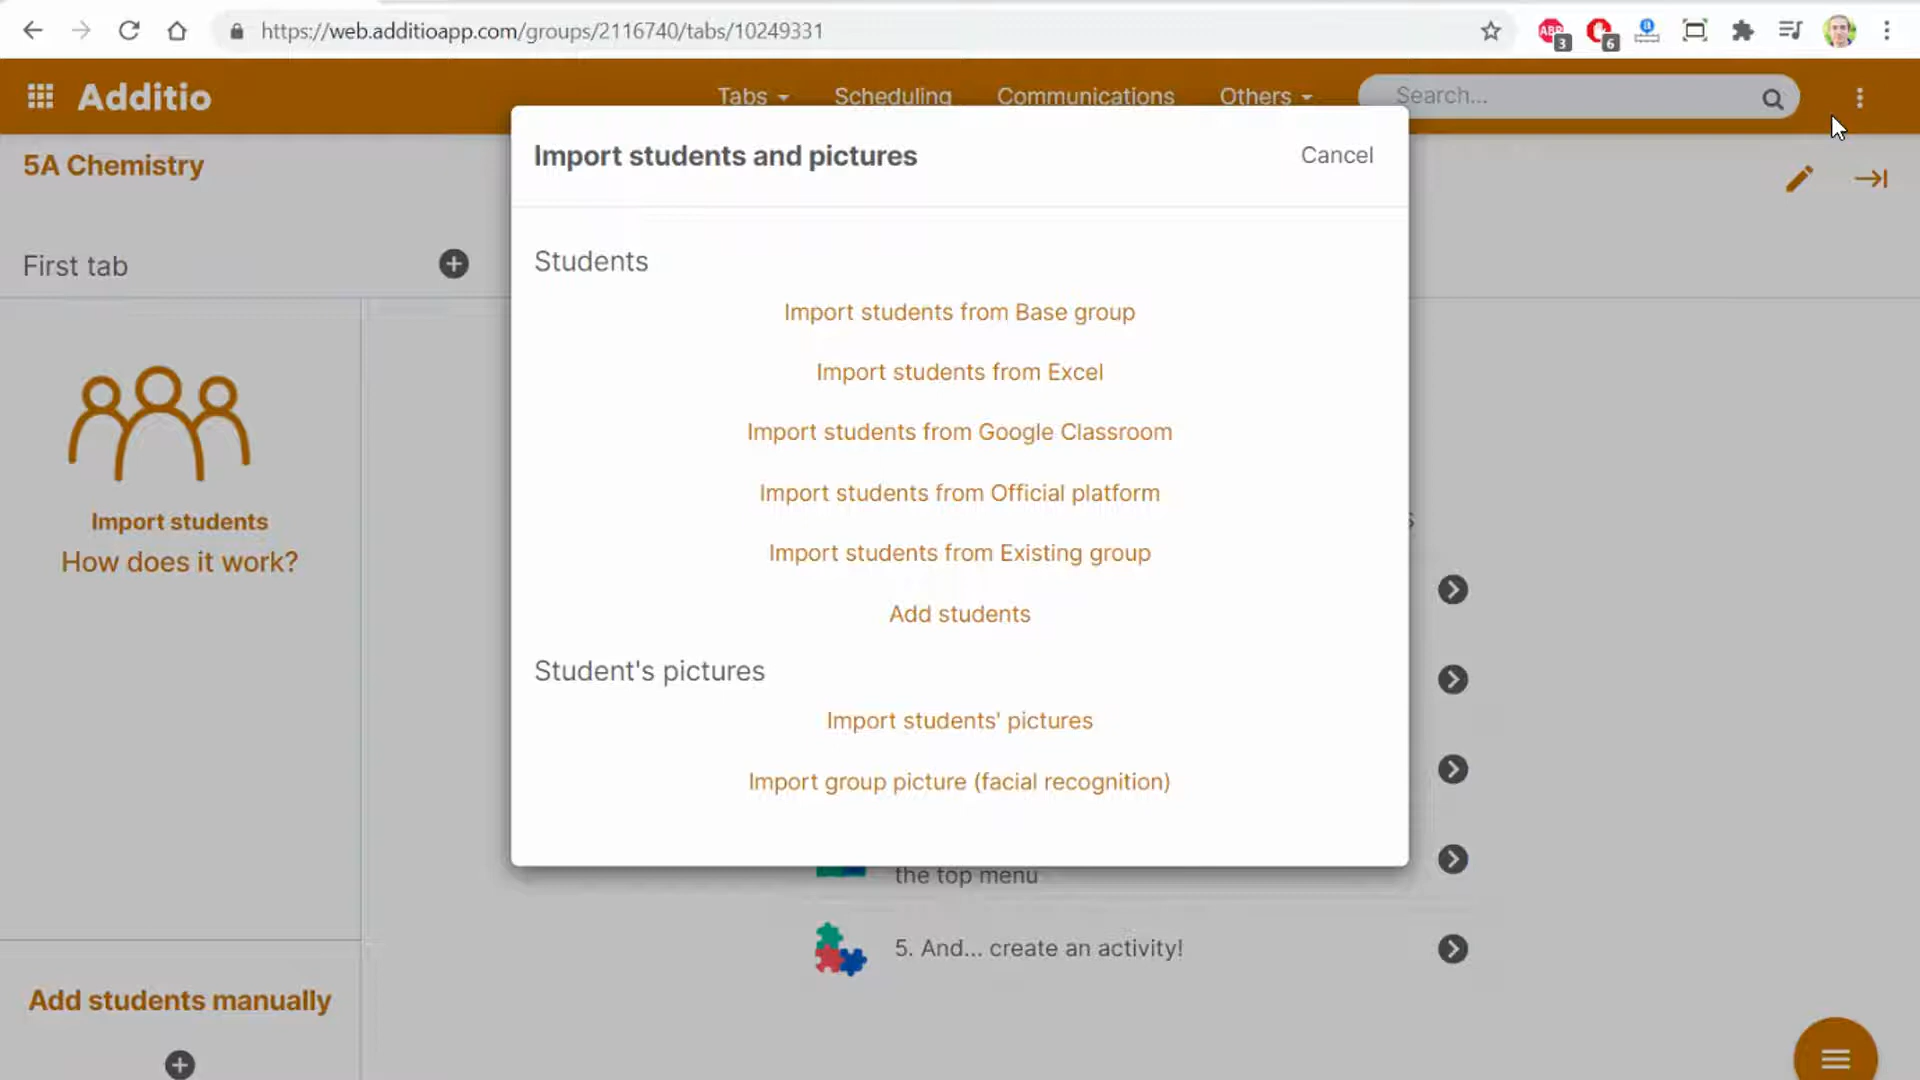 https://web.additioapp.com/groups/2116740/tabs/10249331
ABP
3
6
a
Additio
Tabs
Scheduling
Communications
Others
Search...
5A Chemistry
Import students and pictures
Cancel
First tab
Students
Import students from Base group
Import students from Excel
Import students from Google Classroom
Import students from Official platform
Import students
How does it work?
Import students from Existing group
Add students
Student's pictures
Import students' pictures
Import group picture (facial recognition)
the top menu
5. And... create an activity!
Add students manually